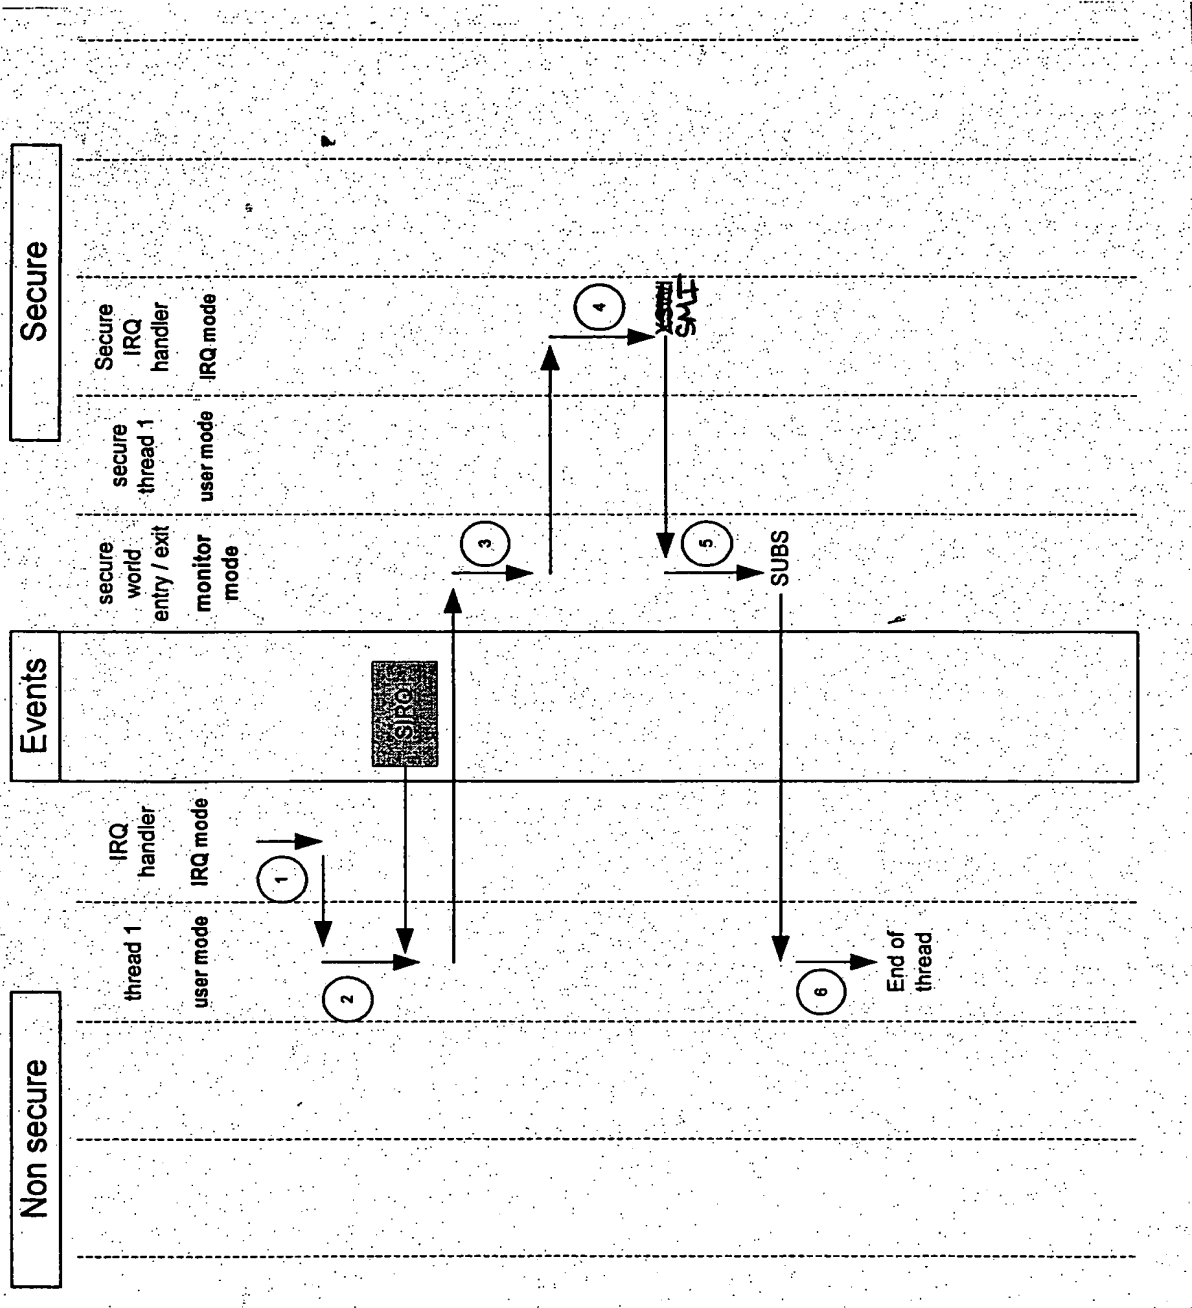 Non secure
Events
Secure
thread 1
user mode
IRQ
handler
IRQ mode
secure
world
entry / exit
monitor
mode
secure
thread 1
user mode
Secure
IRQ
handler
IRQ mode
1
2
SIRQ
3
4
SWI
5
SUBS
6
End of
thread